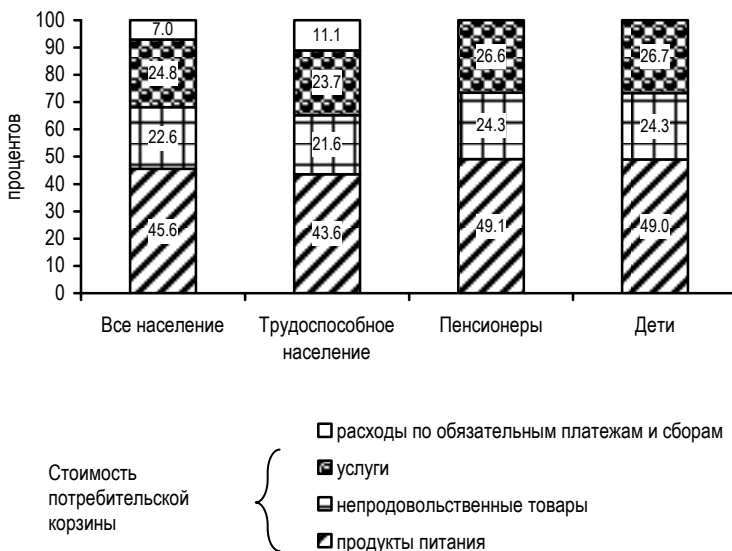 процентов
100
90
80
70
60
50
40
30
20
10
0
7.0
11.1
24.8
23.7
26.6
26.7
22.6
21.6
24.3
24.3
45.6
43.6
49.1
49.0
Все население
Трудоспособное
население
Пенсионеры
Дети
Стоимость
потребительской
корзины
расходы по обязательным платежам и сборам
услуги
непродовольственные товары
продукты питания